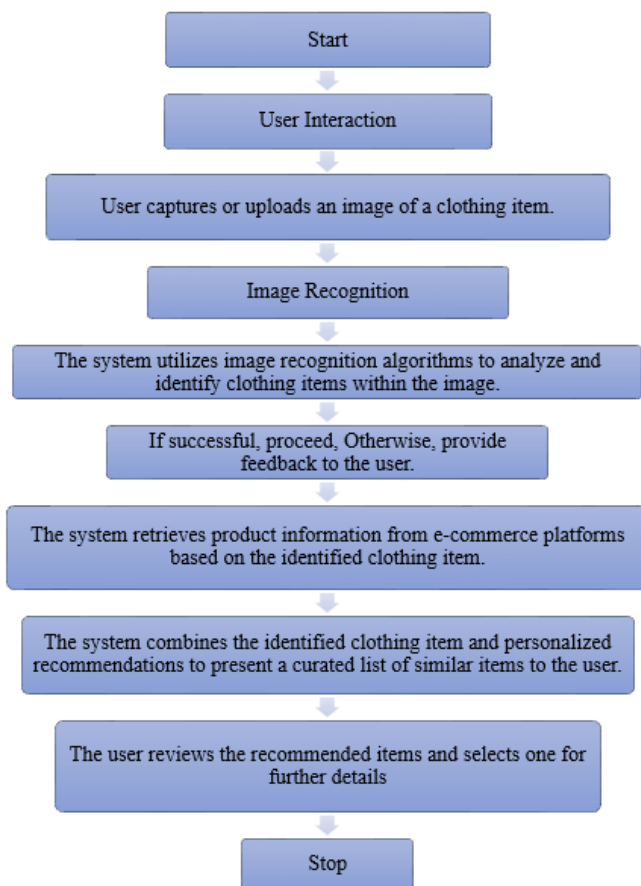 Start
User Interaction
User captures or uploads an image of a clothing item.
Image Recognition
The system utilizes image recognition algorithms to analyze and
identify clothing items within the image.
If successful, proceed, Otherwise, provide
feedback to the user.
The system retrieves product information from e-commerce platforms
based on the identified clothing item.
The system combines the identified clothing item and personalized
recommendations to present a curated list of similar items to the user.
The user reviews the recommended items and selects one for
further details
Stop